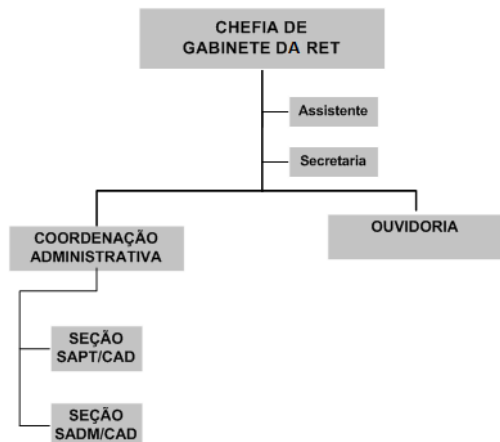 CHEFIA DE
GABINETE DA RET
Assistente
Secretaria
COORDENAÇÃO
ADMINISTRATIVA
OUVIDORIA
SEÇÃO
SAPT/CAD
SEÇÃO
SADM/CAD